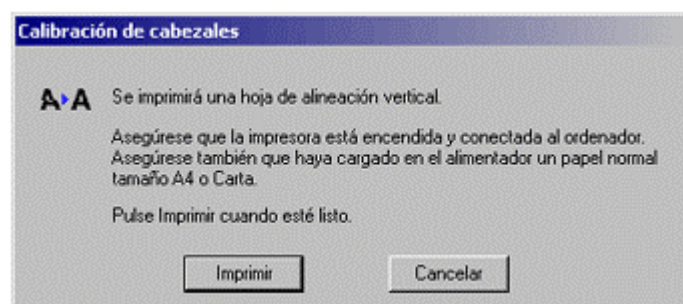 Calibración de cabezales
Se imprimirá una hoja de alineación vertical.
Asegúrese que la impresora está encendida y conectada al ordenador.
Asegúrese también que haya cargado en el alimentador un papel normal
tamaño A4 o Carta.
Pulse Imprimir cuando esté listo.
Imprimir Cancelar